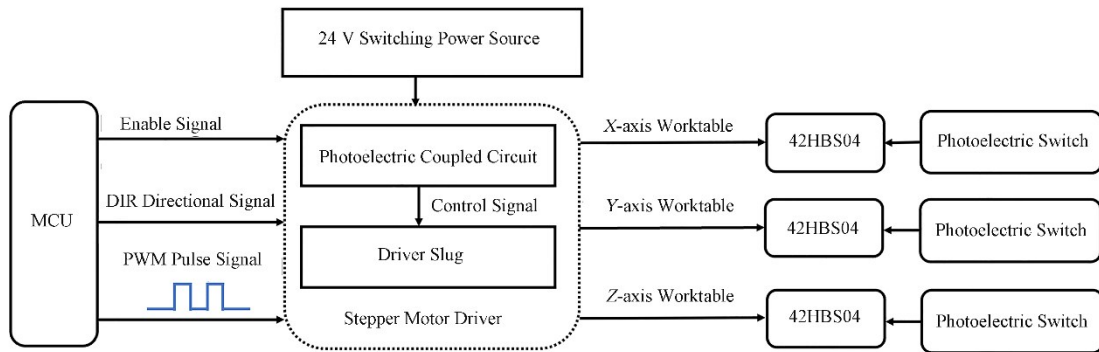 24 V Switching Power Source
MCU
Enable Signal
DIR Directional Signal
PWM Pulse Signal
Photoelectric Coupled Circuit
Control Signal
Driver Slug
Stepper Motor Driver
X-axis Worktable
42HBS04
Photoelectric Switch
Y-axis Worktable
42HBS04
Photoelectric Switch
Z-axis Worktable
42HBS04
Photoelectric Switch